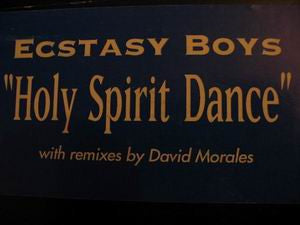 ECSTASY BOYS
"Holy Spirit Dance"
with remixes by David Morales